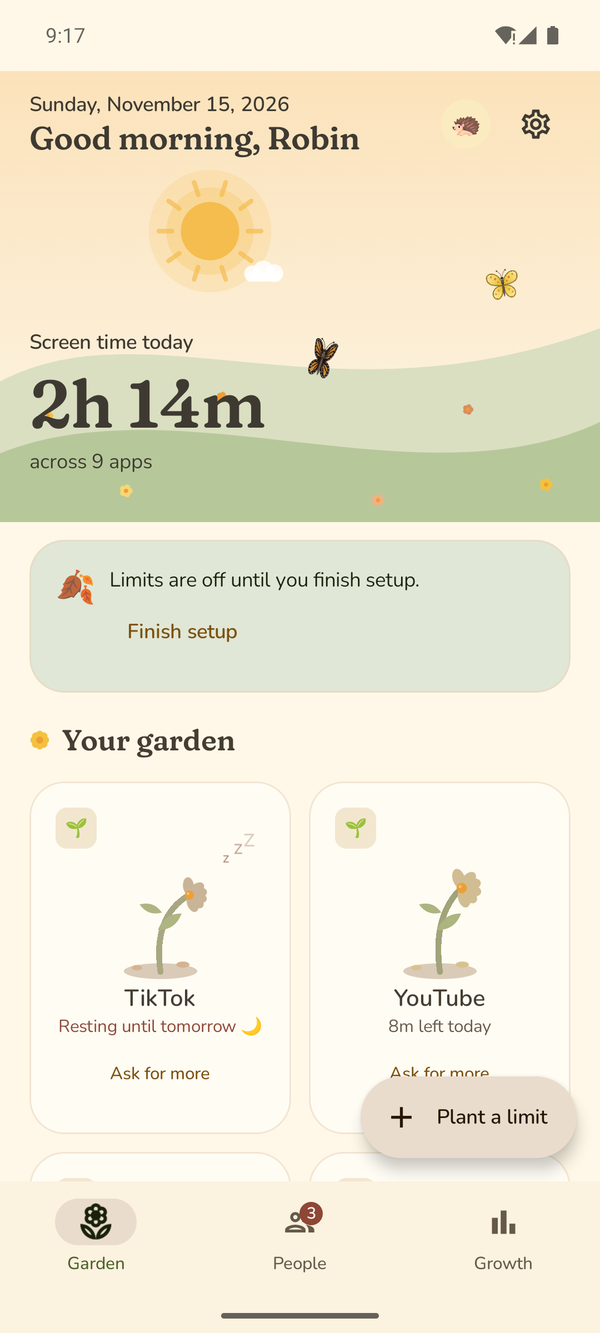 9:17
Sunday, November 15, 2026
Good morning, Robin
Screen time today
2h 14m
across 9 apps
Limits are off until you finish setup.
Finish setup
Your garden
z z Z
TikTok
Resting until tomorrow 🌙
Ask for more
YouTube
8m left today
Ask for more
+ Plant a limit
Garden
3
People
Growth